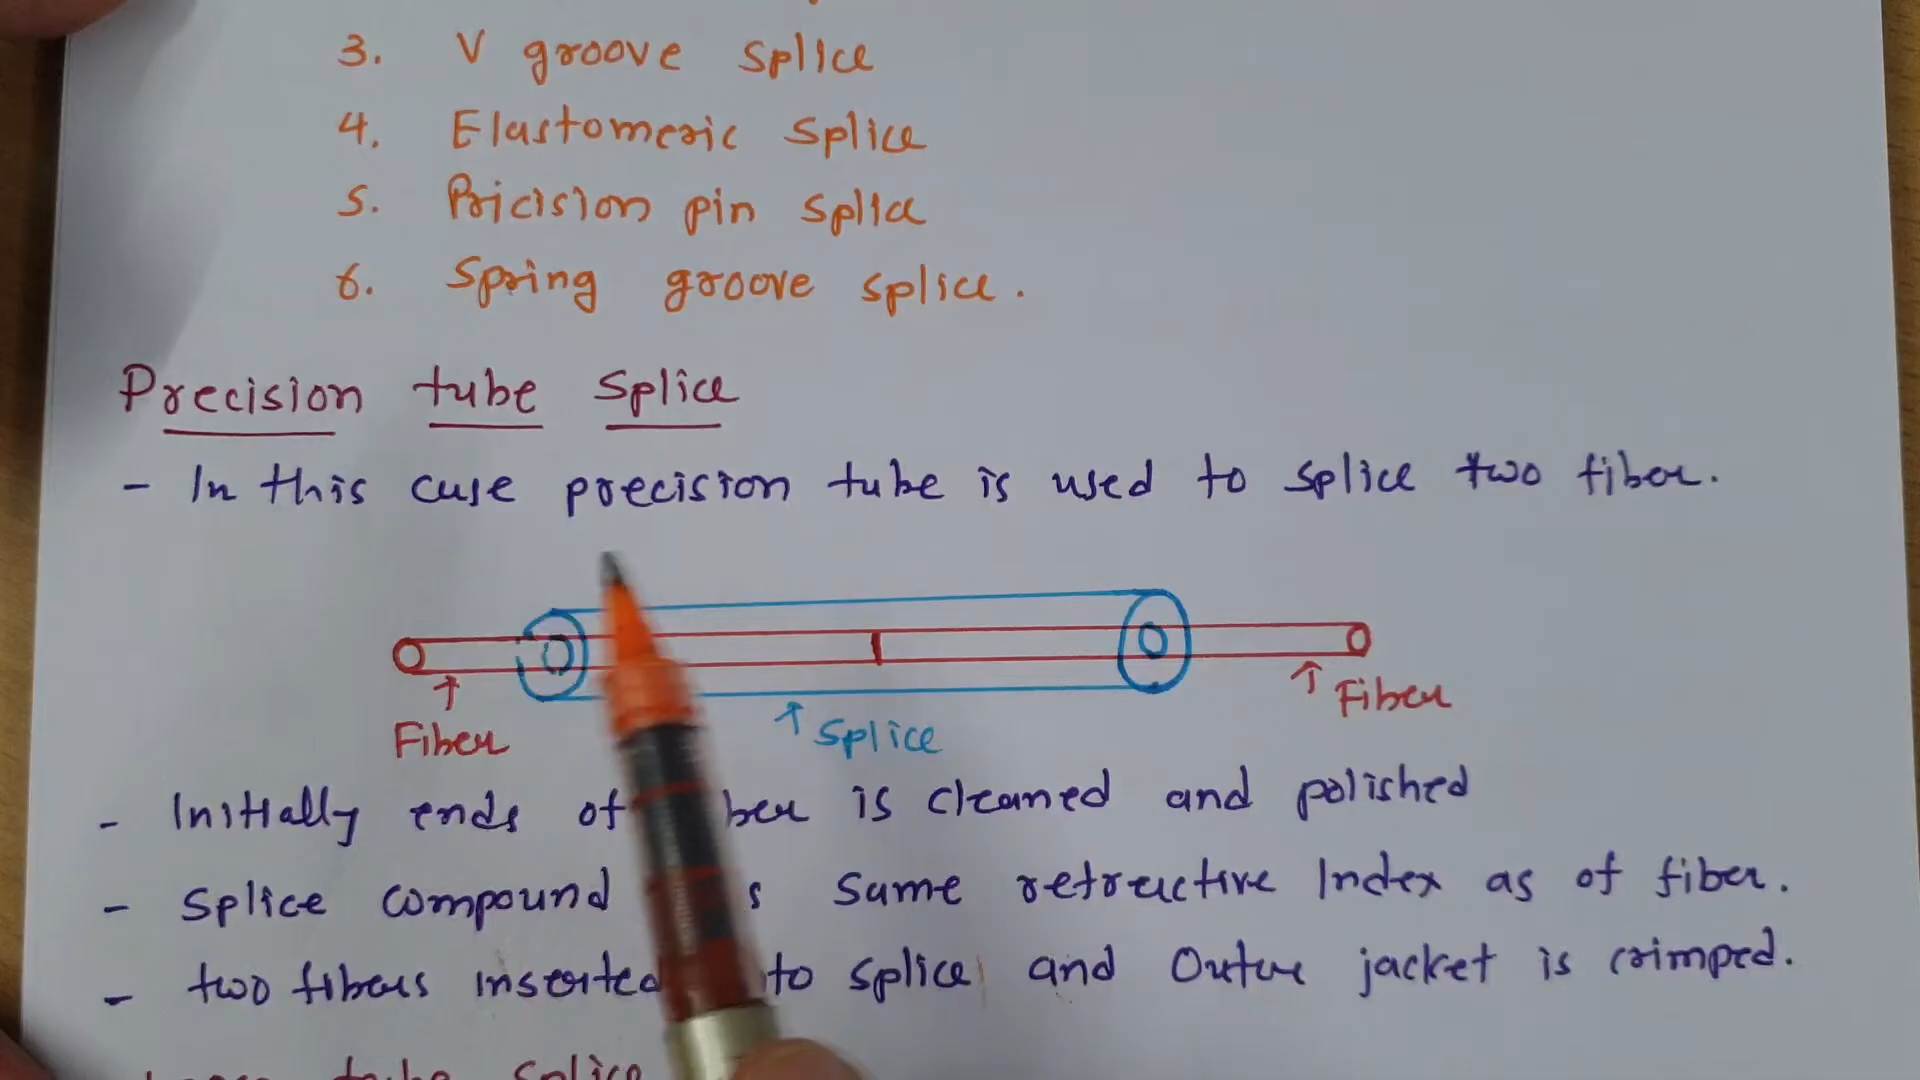 3. V groove splice
4. Elastomeric splice
5. Pricision pin splice
6. Spring groove splice.
Precision tube splice
- In this case precision tube is used to splice two fiber.
Fiber
Splice
Fiber
- Initially ends of ber is cleaned and polished
- splice compound s same refractive Index as of fiber.
- two fibers inserted to splice and Outer jacket is crimped.
tube splice